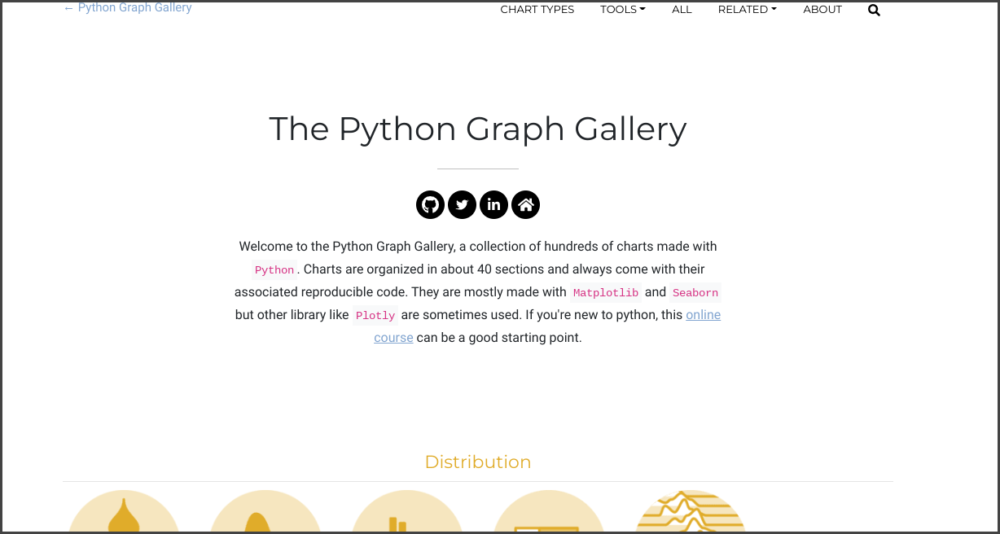 ← Python Graph Gallery
CHART TYPES TOOLS ALL RELATED ABOUT
The Python Graph Gallery
in
Welcome to the Python Graph Gallery, a collection of hundreds of charts made with
Python. Charts are organized in about 40 sections and always come with their
associated reproducible code. They are mostly made with Matplotlib and Seaborn
but other library like Plotly are sometimes used. If you're new to python, this online
course can be a good starting point.
Distribution